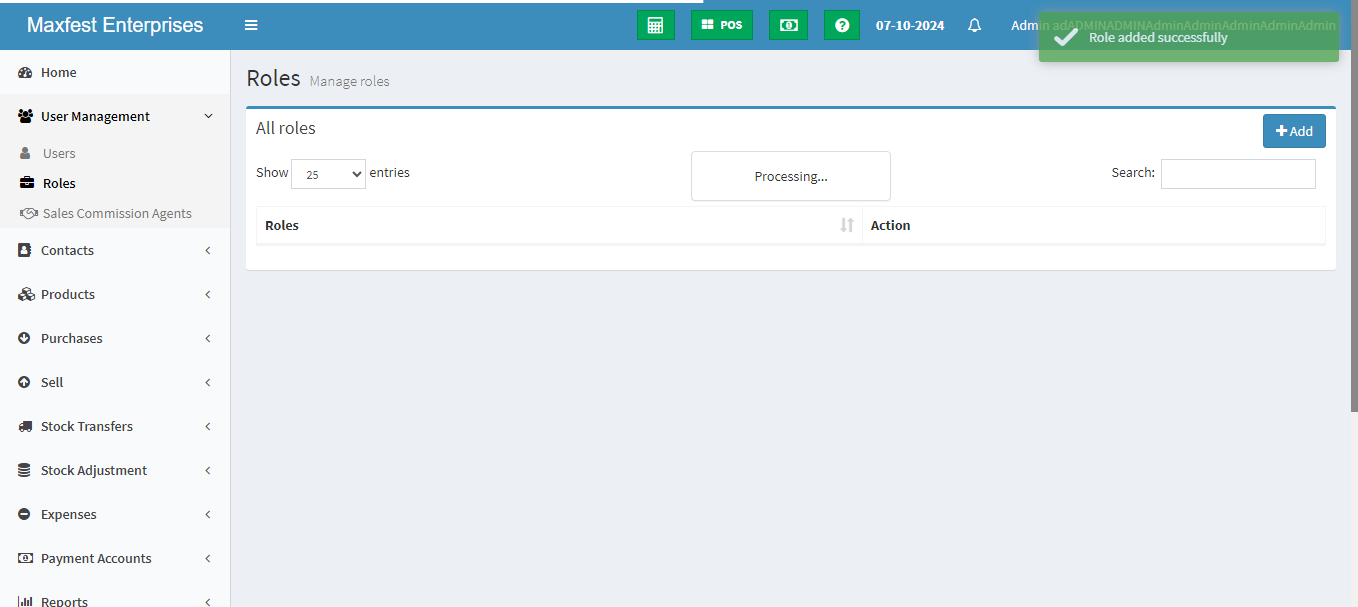 Maxfest Enterprises
POS
07-10-2024
Admin adADMINADMINAdminAdminAdminAdminAdmin
Role added successfully
Home
User Management
Users
Roles
Sales Commission Agents
Contacts
Products
Purchases
Sell
Stock Transfers
Stock Adjustment
Expenses
Payment Accounts
Reports
Roles Manage roles
All roles
Add
Show 25 entries
Processing...
Search:
Roles Action